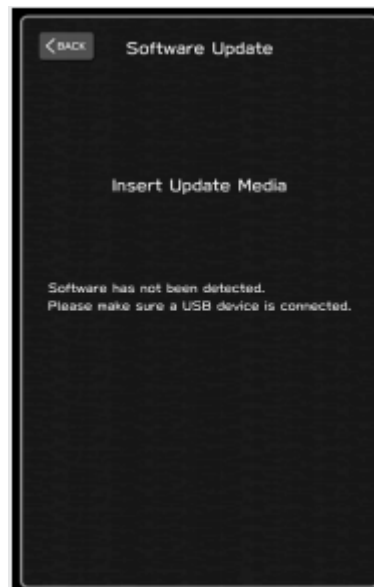 BACK
Software Update
Insert Update Media
Software has not been detected.
Please make sure a USB device is connected.